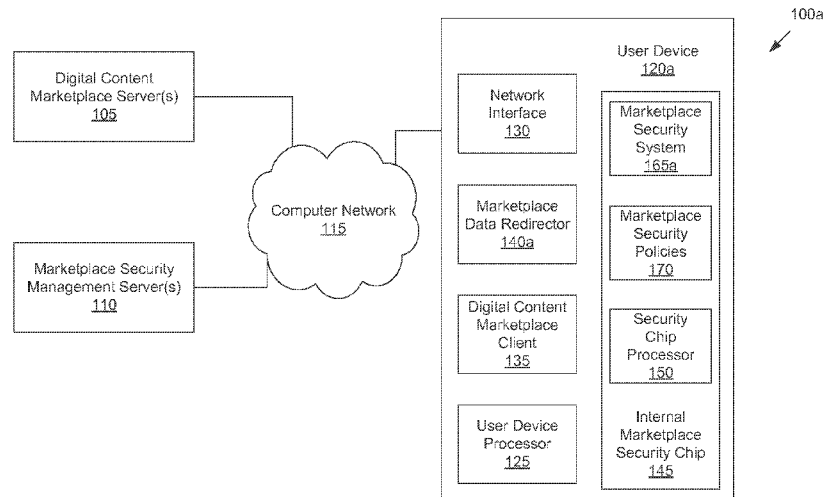 100a
Digital Content
Marketplace Server(s)
105
Marketplace Security
Management Server(s)
110
Computer Network
115
User Device
120a
Network
Interface
130
Marketplace
Data Redirector
140a
Digital Content
Marketplace
Client
135
User Device
Processor
125
Marketplace
Security
System
165a
Marketplace
Security
Policies
170
Security
Chip
Processor
150
Internal
Marketplace
Security Chip
145